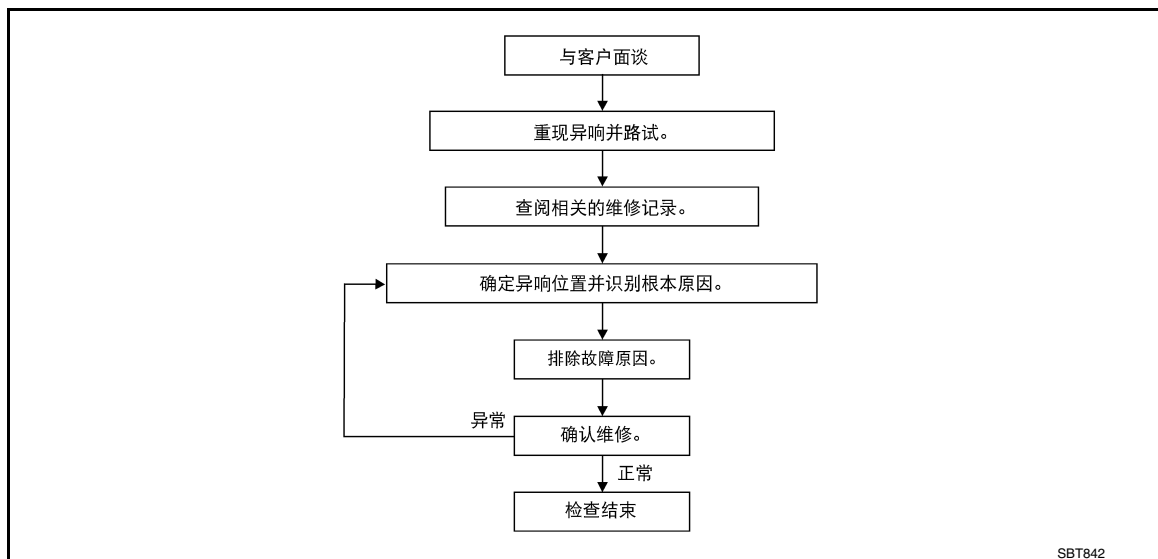 与客户面谈
重现异响并路试。
查阅相关的维修记录。
确定异响位置并识别根本原因。
排除故障原因。
异常
确认维修。
正常
检查结束
SBT842